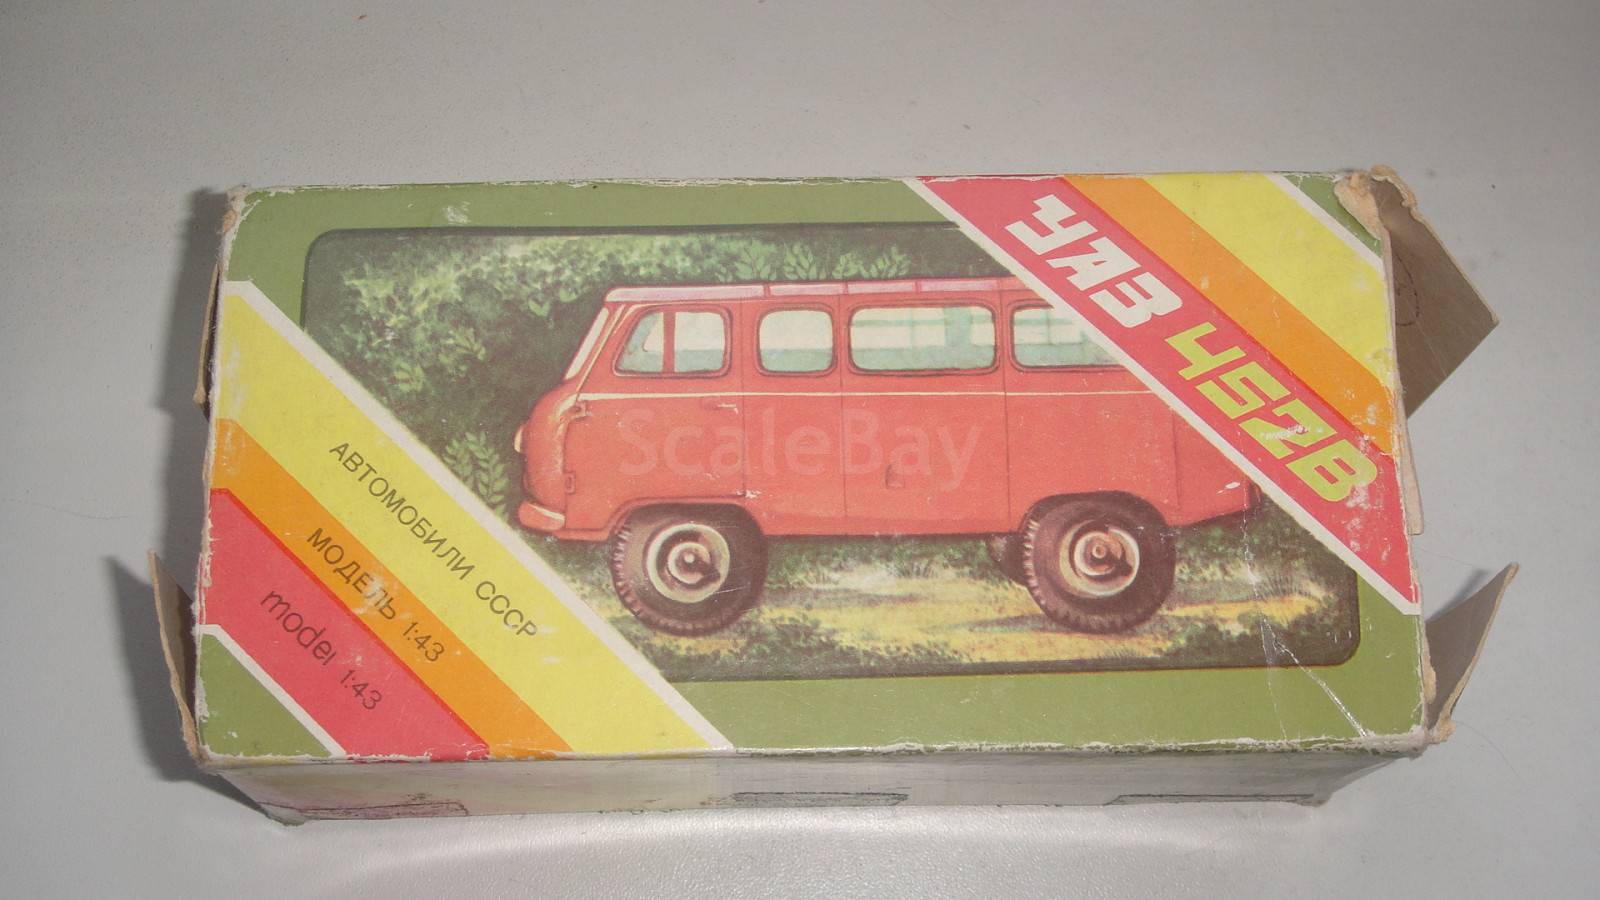 УАЗ 452В
ScaleBay
АВТОМОБИЛИ СССР
МОДЕЛЬ 1:43
model 1:43